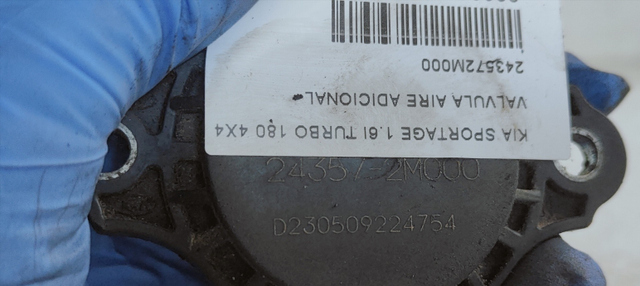 KIA SPORTAGE 1.6I TURBO 180 4X4
VALVULA AIRE ADICIONAL
243572M000
24357-2M000
D230509224754